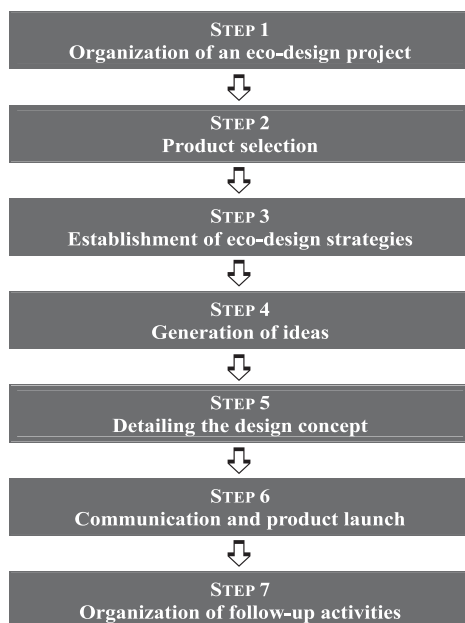 STEP 1
Organization of an eco-design project
STEP 2
Product selection
STEP 3
Establishment of eco-design strategies
STEP 4
Generation of ideas
STEP 5
Detailing the design concept
STEP 6
Communication and product launch
STEP 7
Organization of follow-up activities